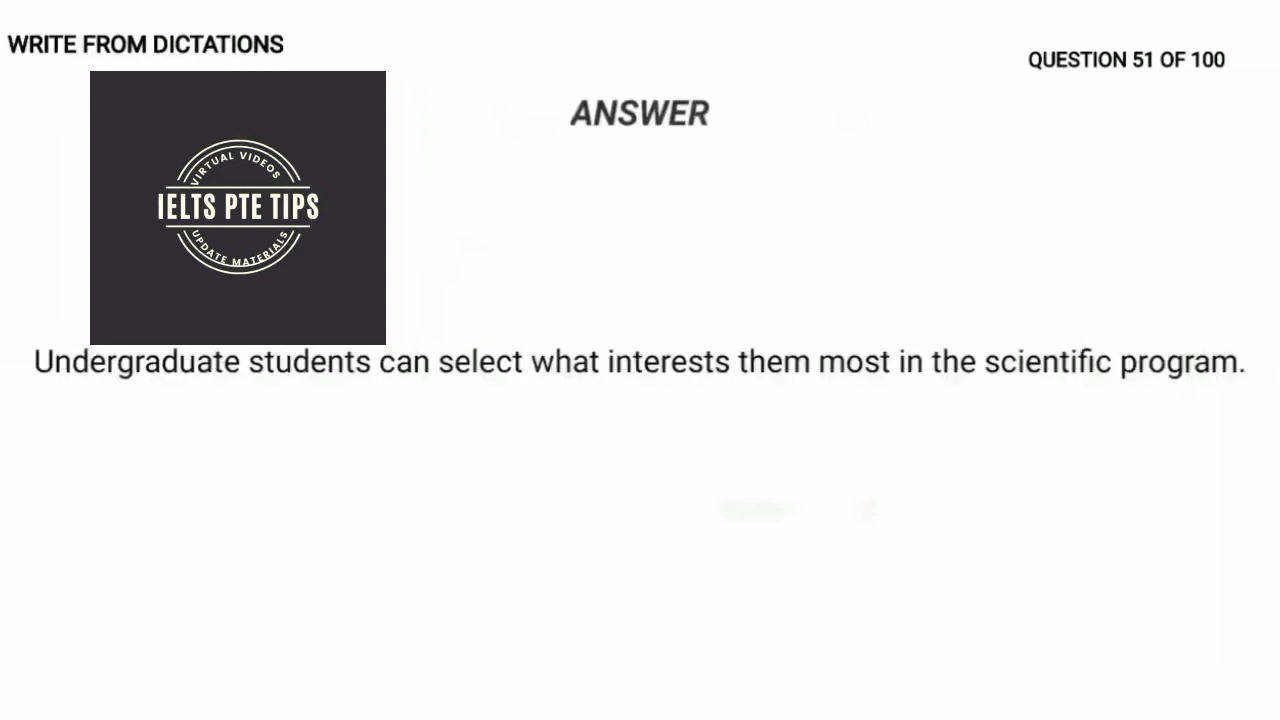 WRITE FROM DICTATIONS
QUESTION 51 OF 100
ANSWER
VIRTUAL VIDEOS
IELTS PTE TIPS
UPDATE MATERIALS
Undergraduate students can select what interests them most in the scientific program.